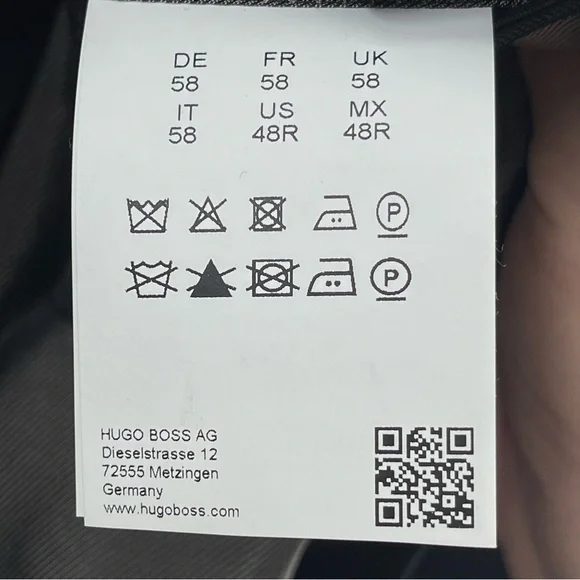 DE FR UK
58 58 58
IT US MX
58 48R 48R
P
P
HUGO BOSS AG
Dieselstrasse 12
72555 Metzingen
Germany
www.hugoboss.com